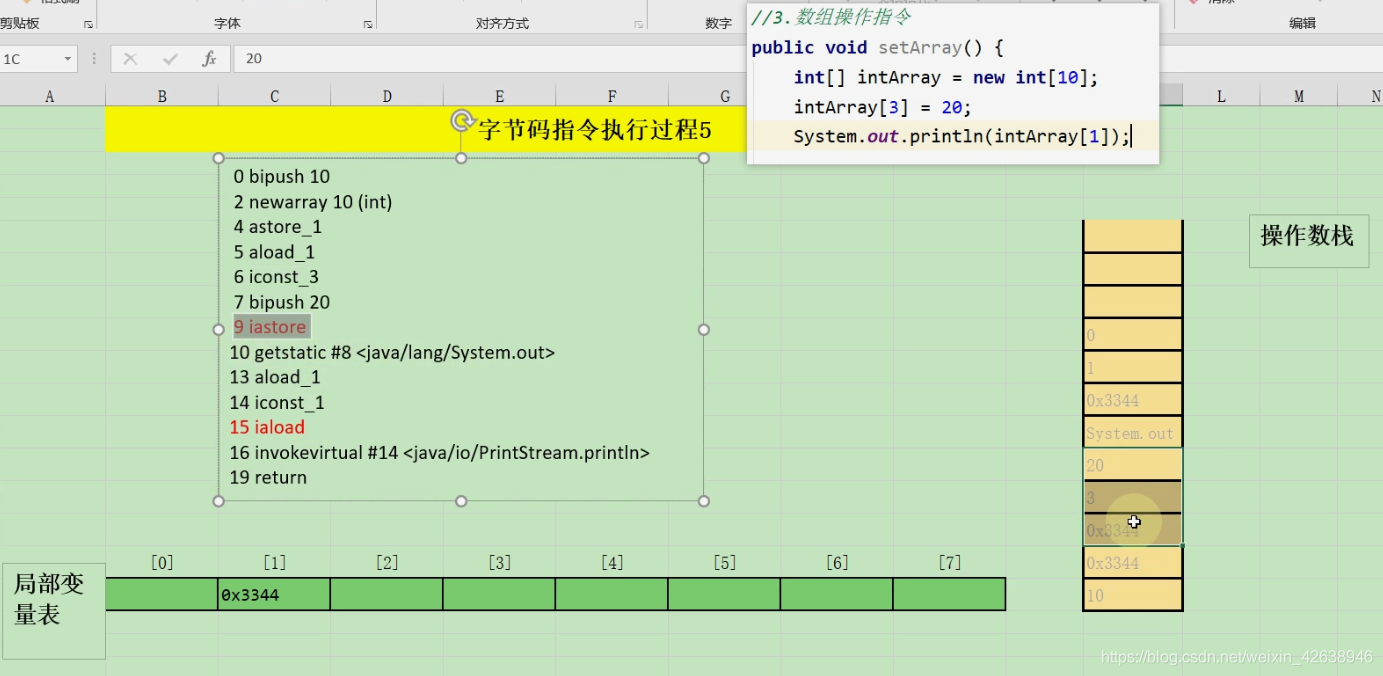 剪贴板
字体
对齐方式
数字
编辑
1C
fx
20
A B C D E F G L M N
//3.数组操作指令
public void setArray() {
int[] intArray = new int[10];
intArray[3] = 20;
System.out.println(intArray[1]);
字节码指令执行过程5
0 bipush 10
2 newarray 10 (int)
4 astore_1
5 aload_1
6 iconst_3
7 bipush 20
9 iastore
10 getstatic #8 <java/lang/System.out>
13 aload_1
14 iconst_1
15 iaload
16 invokevirtual #14 <java/io/PrintStream.println>
19 return
操作数栈
0
1
0x3344
System.out
20
3
0x3344
0x3344
10
[0] [1] [2] [3] [4] [5] [6] [7]
局部变
量表
0x3344
https://blog.csdn.net/weixin_42638946